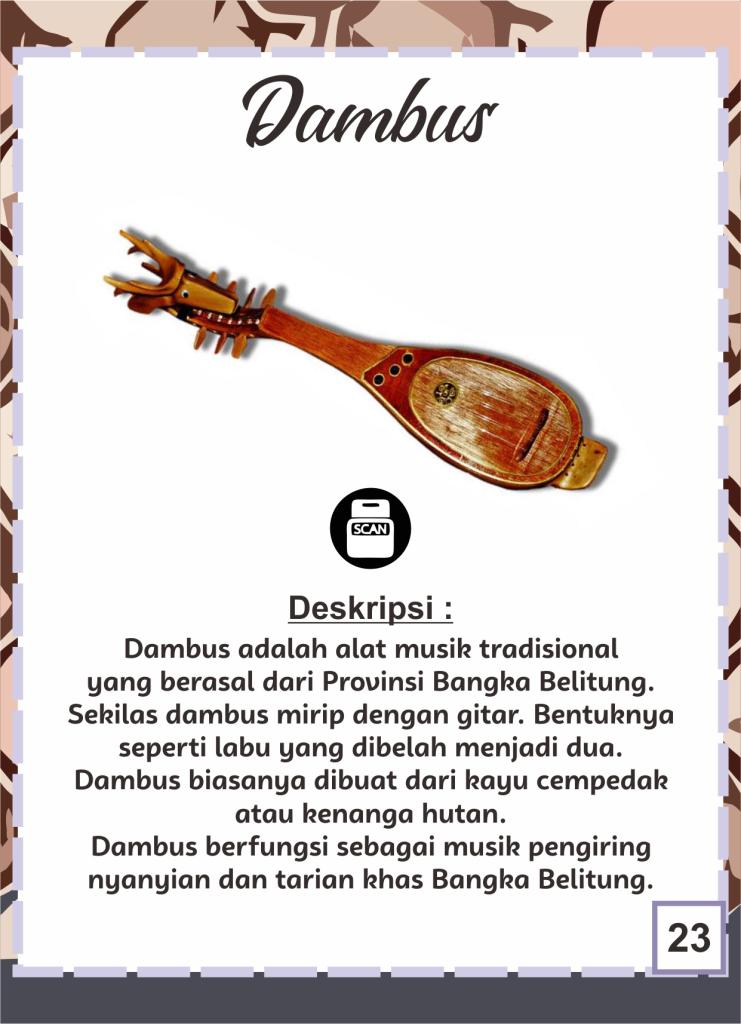 Dambus
SCAN
Deskripsi :
Dambus adalah alat musik tradisional
yang berasal dari Provinsi Bangka Belitung.
Sekilas dambus mirip dengan gitar. Bentuknya
seperti labu yang dibelah menjadi dua.
Dambus biasanya dibuat dari kayu cempedak
atau kenanga hutan.
Dambus berfungsi sebagai musik pengiring
nyanyian dan tarian khas Bangka Belitung.
23